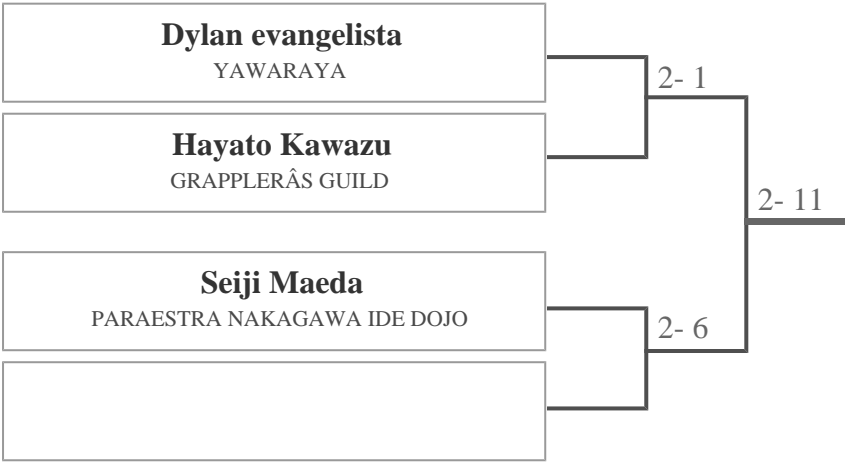 Dylan evangelista
YAWARAYA
2- 1
Hayato Kawazu
GRAPPLERÂS GUILD
2- 11
Seiji Maeda
PARAESTRA NAKAGAWA IDE DOJO
2- 6